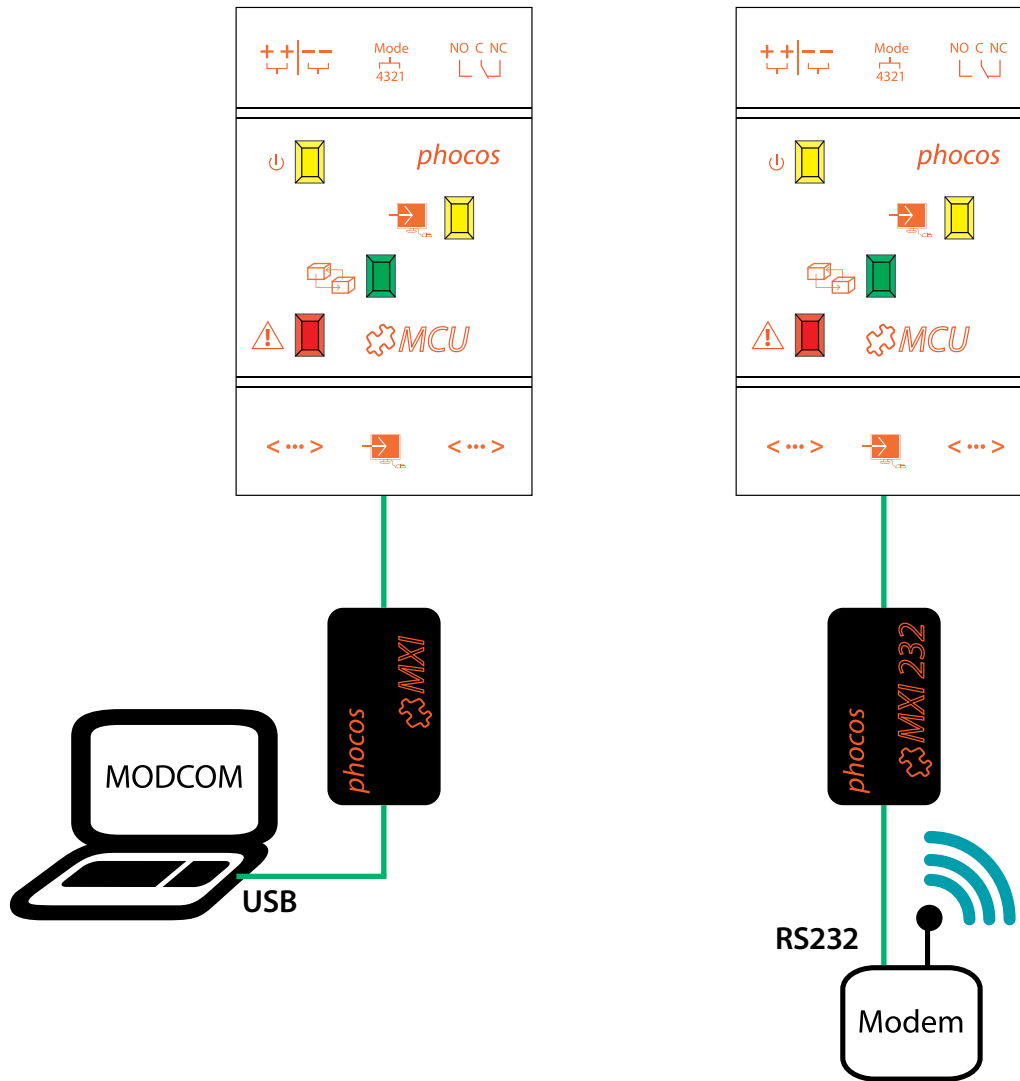 + +|– – Mode NO C NC
4321
phocos
MCU
< ••• > < ••• >
phocos
MXI
MODCOM
USB
+ +|– – Mode NO C NC
4321
phocos
MCU
< ••• > < ••• >
phocos
MXI 232
RS232
Modem